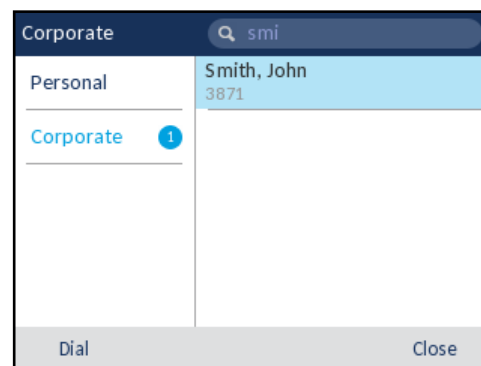 Corporate
smi
Personal
Corporate 1
Smith, John
3871
Dial
Close